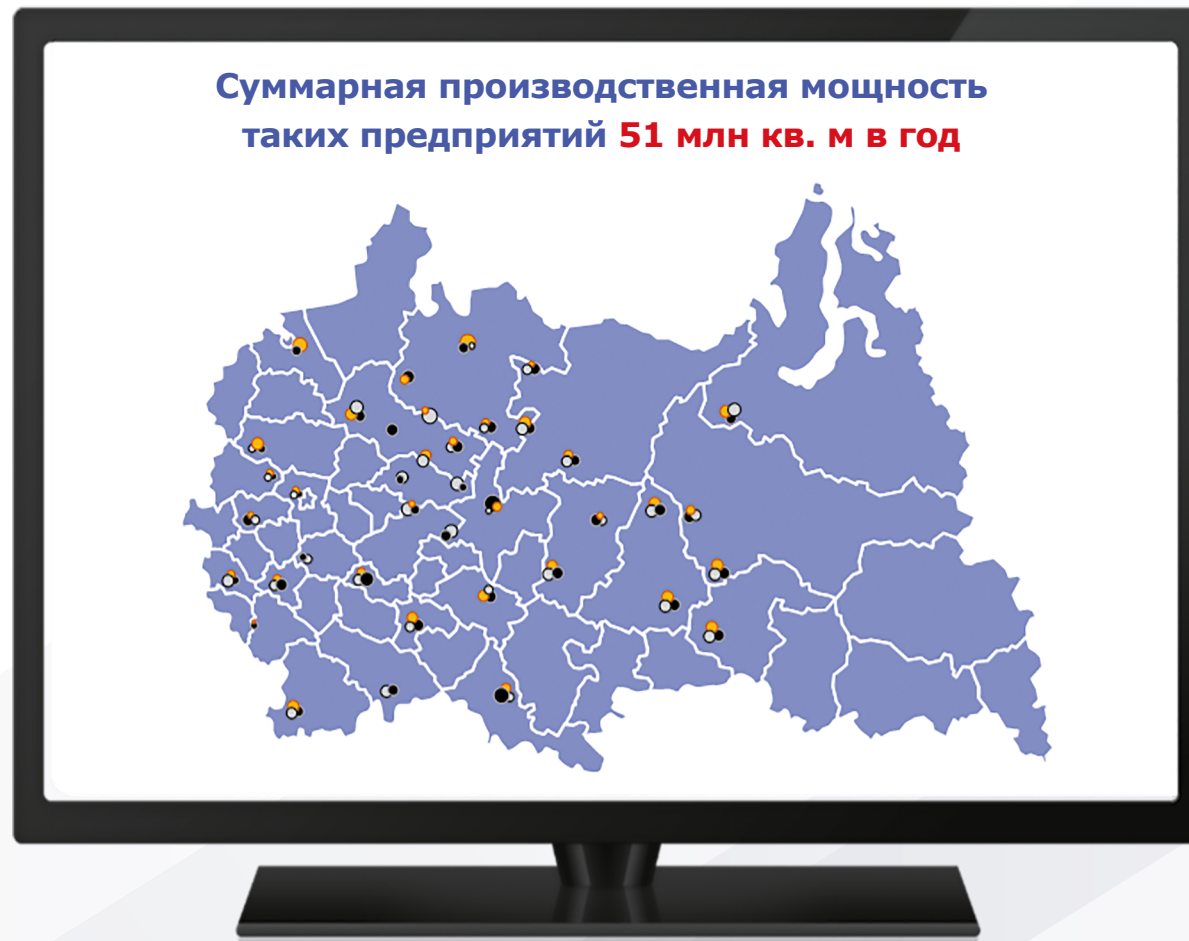 Суммарная производственная мощность
таких предприятий 51 млн кв. м в год